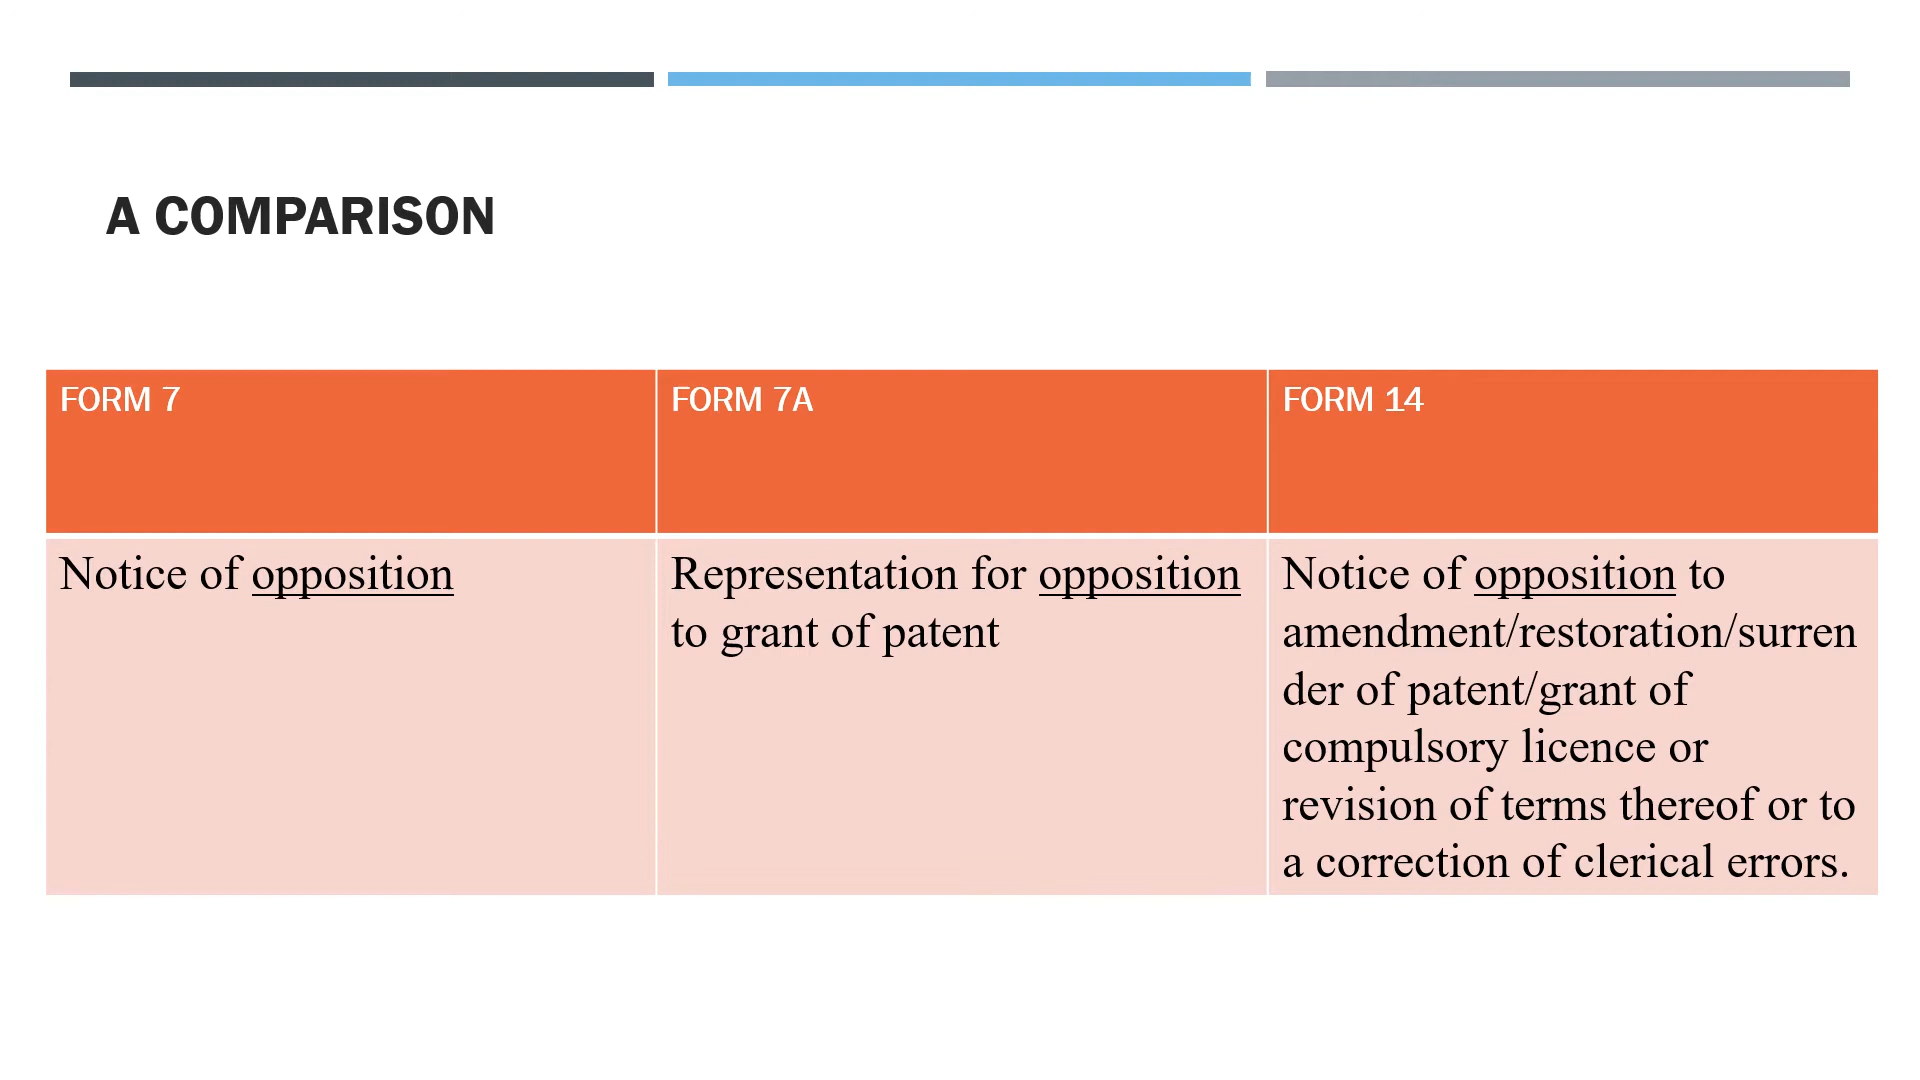 A COMPARISON
FORM 7
FORM 7A
FORM 14
Notice of opposition
Representation for opposition
to grant of patent
Notice of opposition to
amendment/restoration/surren
der of patent/grant of
compulsory licence or
revision of terms thereof or to
a correction of clerical errors.